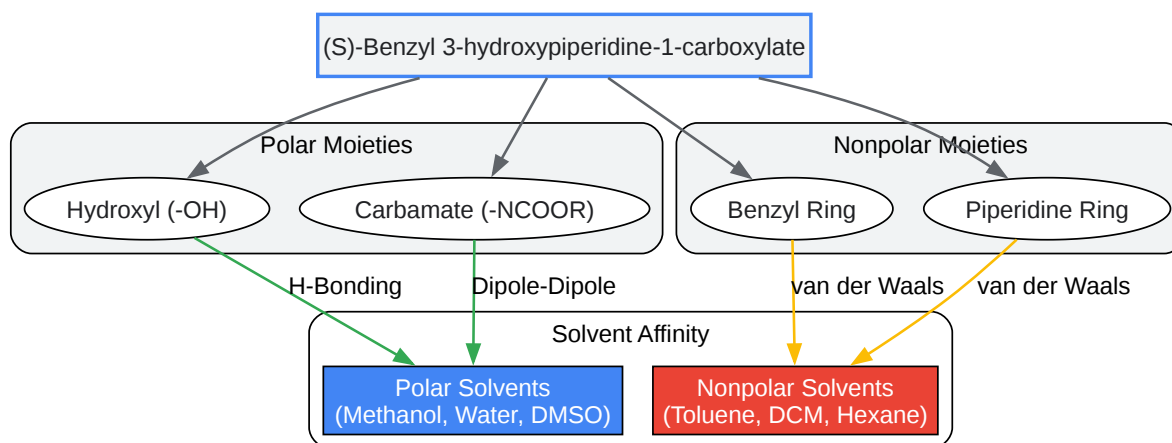 (S)-Benzyl 3-hydroxypiperidine-1-carboxylate
Polar Moieties
Nonpolar Moieties
Hydroxyl (-OH)
Carbamate (-NCOOR)
Benzyl Ring
Piperidine Ring
H-Bonding
Dipole-Dipole
van der Waals
van der Waals
Solvent Affinity
Polar Solvents
(Methanol, Water, DMSO)
Nonpolar Solvents
(Toluene, DCM, Hexane)